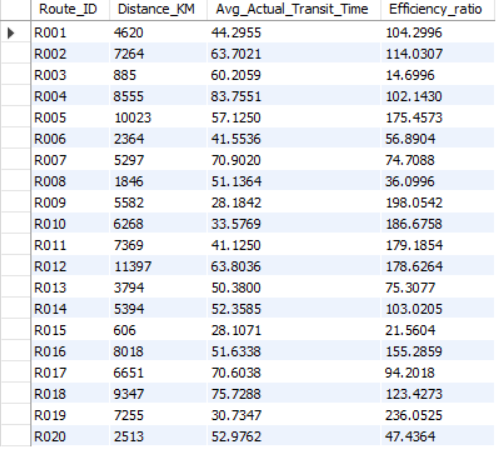 Route_ID Distance_KM Avg_Actual_Transit_Time Efficiency_ratio
R001 4620 44.2955 104.2996
R002 7264 63.7021 114.0307
R003 885 60.2059 14.6996
R004 8555 83.7551 102.1430
R005 10023 57.1250 175.4573
R006 2364 41.5536 56.8904
R007 5297 70.9020 74.7088
R008 1846 51.1364 36.0996
R009 5582 28.1842 198.0542
R010 6268 33.5769 186.6758
R011 7369 41.1250 179.1854
R012 11397 63.8036 178.6264
R013 3794 50.3800 75.3077
R014 5394 52.3585 103.0205
R015 606 28.1071 21.5604
R016 8018 51.6338 155.2859
R017 6651 70.6038 94.2018
R018 9347 75.7288 123.4273
R019 7255 30.7347 236.0525
R020 2513 52.9762 47.4364